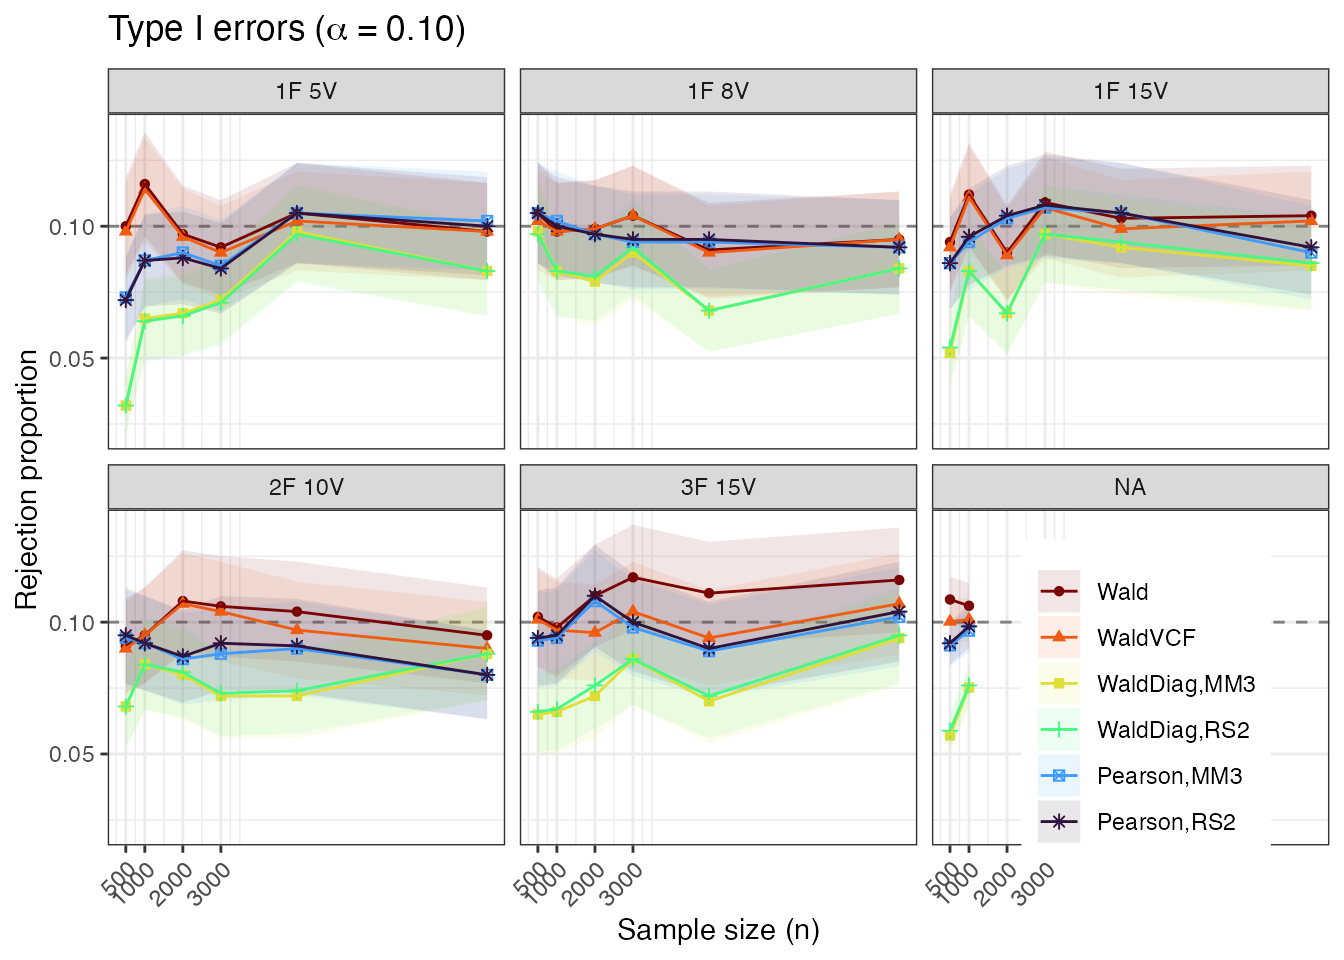 Type I errors (α = 0.10)
1F 5V
1F 8V
1F 15V
0.10
0.05
2F 10V
3F 15V
NA
0.10
0.05
Rejection proportion
Wald
WaldVCF
WaldDiag,MM3
WaldDiag,RS2
Pearson,MM3
Pearson,RS2
500 1000 2000 3000
500 1000 2000 3000
500 1000 2000 3000
Sample size (n)